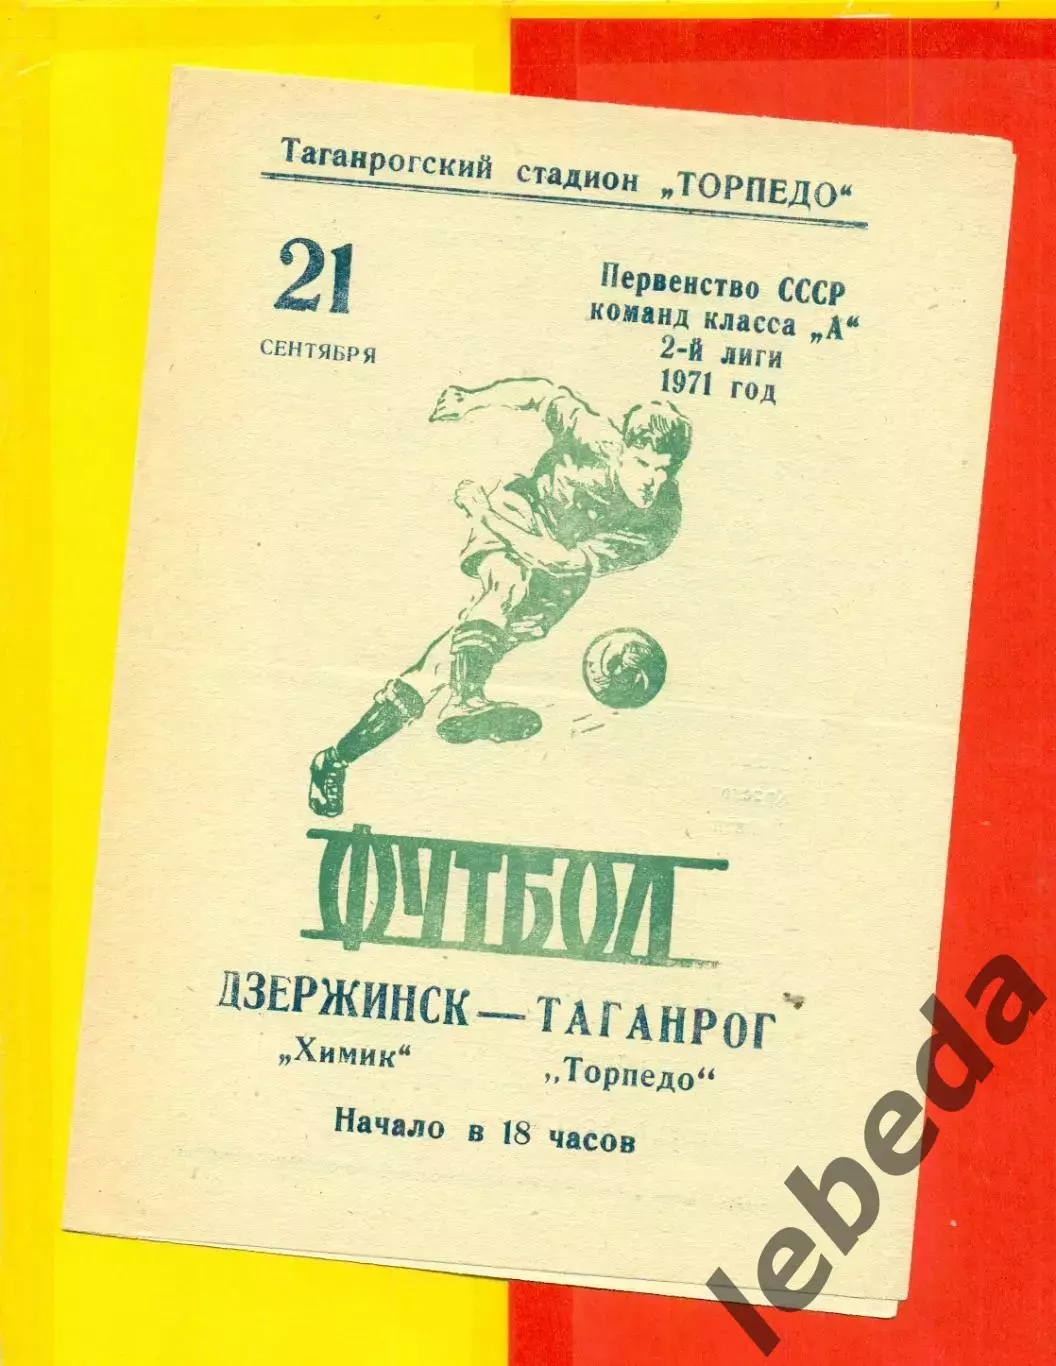 Таганрогский стадион „ТОРПЕДО“
21
СЕНТЯБРЯ
Первенство СССР
команд класса „А“
2-й лиги
1971 год
ФУТБОЛ
ДЗЕРЖИНСК — ТАГАНРОГ
„Химик“ ,,Торпедо“
Начало в 18 часов
lebeda